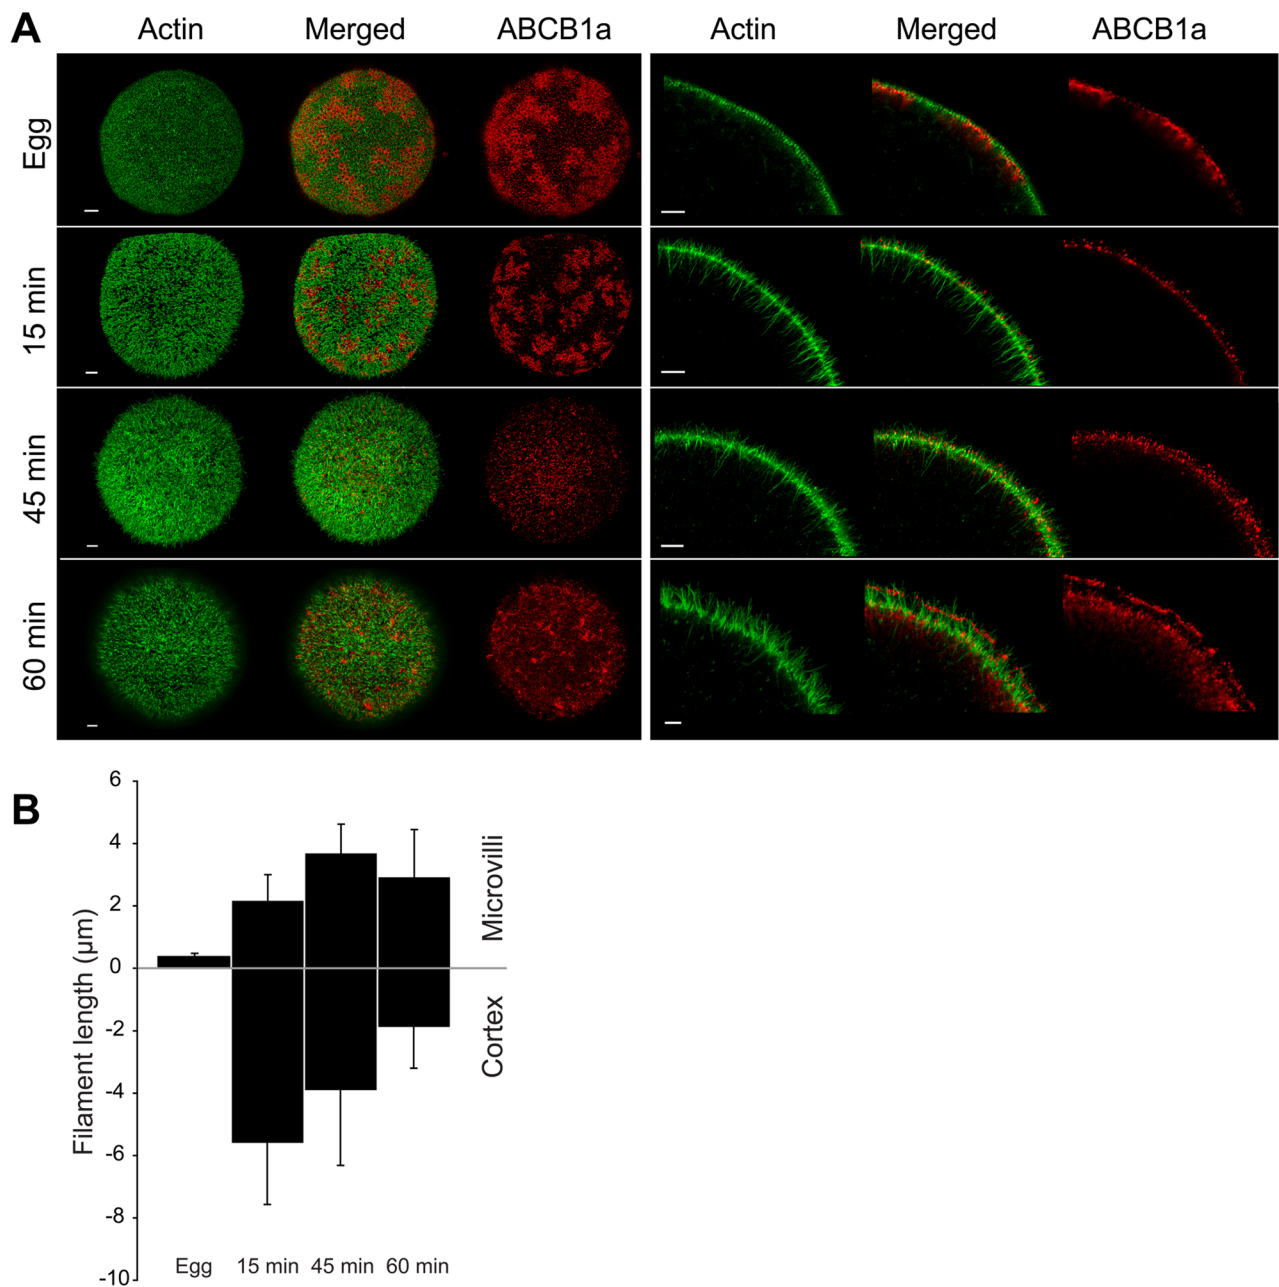 A
Actin Merged ABCB1a Actin Merged ABCB1a
Egg
15 min
45 min
60 min
B
Filament length (µm)
6
4
2
0
-2
-4
-6
-8
-10
Microvilli
Cortex
Egg 15 min 45 min 60 min